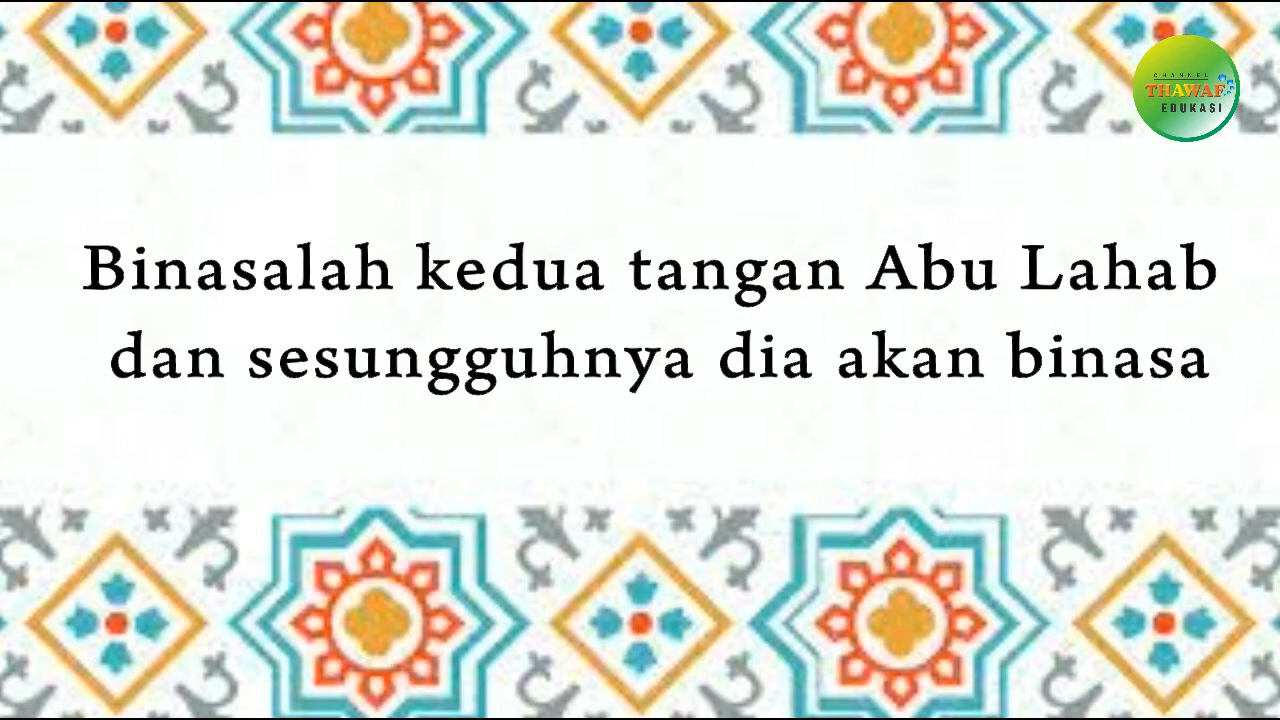 CHANNEL
THAWAF
EDUKASI
Binasalah kedua tangan Abu Lahab
dan sesungguhnya dia akan binasa